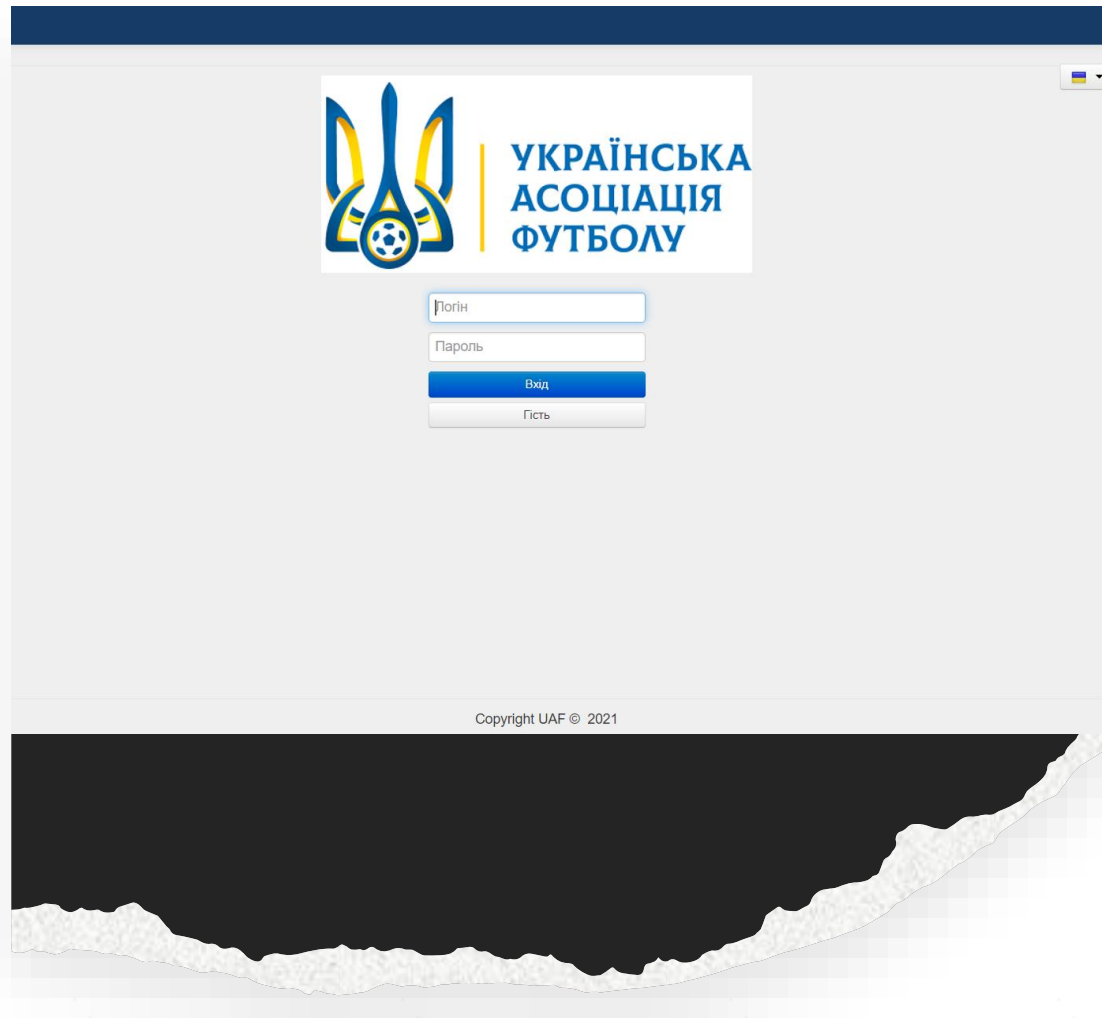 УКРАЇНСЬКА
АСОЦІАЦІЯ
ФУТБОЛУ
Логін
Пароль
Вхід
Гість
Copyright UAF © 2021